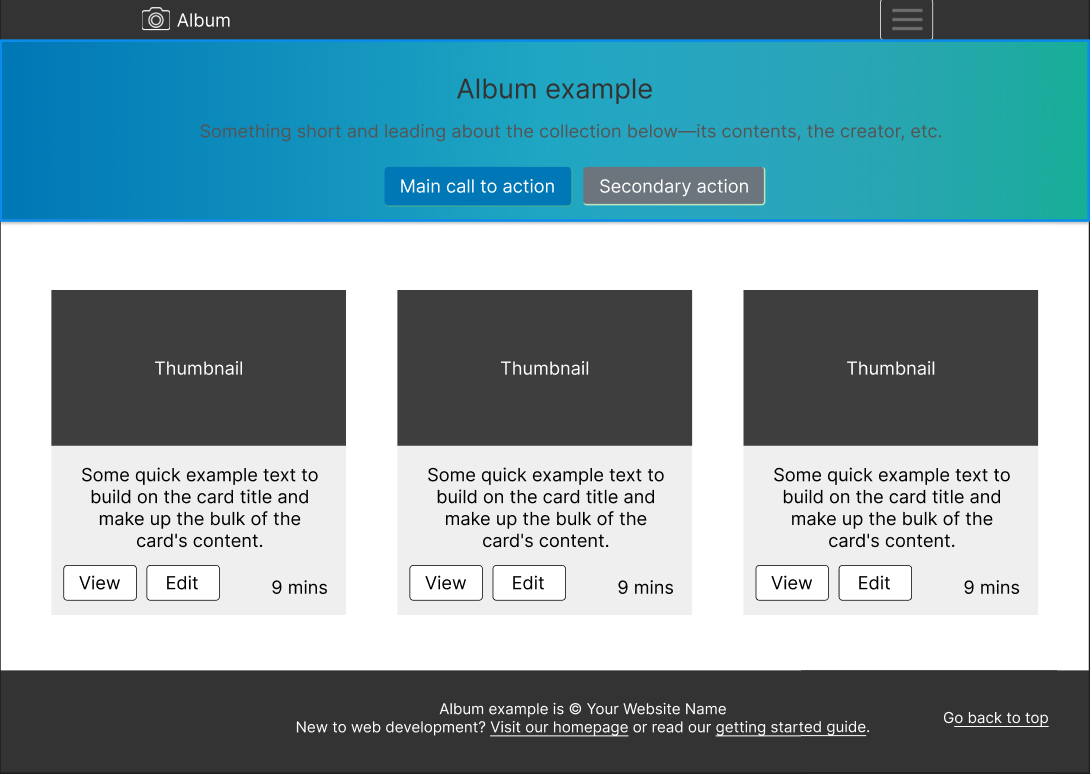 Album
Album example
Something short and leading about the collection below—its contents, the creator, etc.
Main call to action
Secondary action
Thumbnail
Some quick example text to
build on the card title and
make up the bulk of the
card's content.
View
Edit
9 mins
Thumbnail
Some quick example text to
build on the card title and
make up the bulk of the
card's content.
View
Edit
9 mins
Thumbnail
Some quick example text to
build on the card title and
make up the bulk of the
card's content.
View
Edit
9 mins
Album example is © Your Website Name
New to web development? Visit our homepage or read our getting started guide.
Go back to top